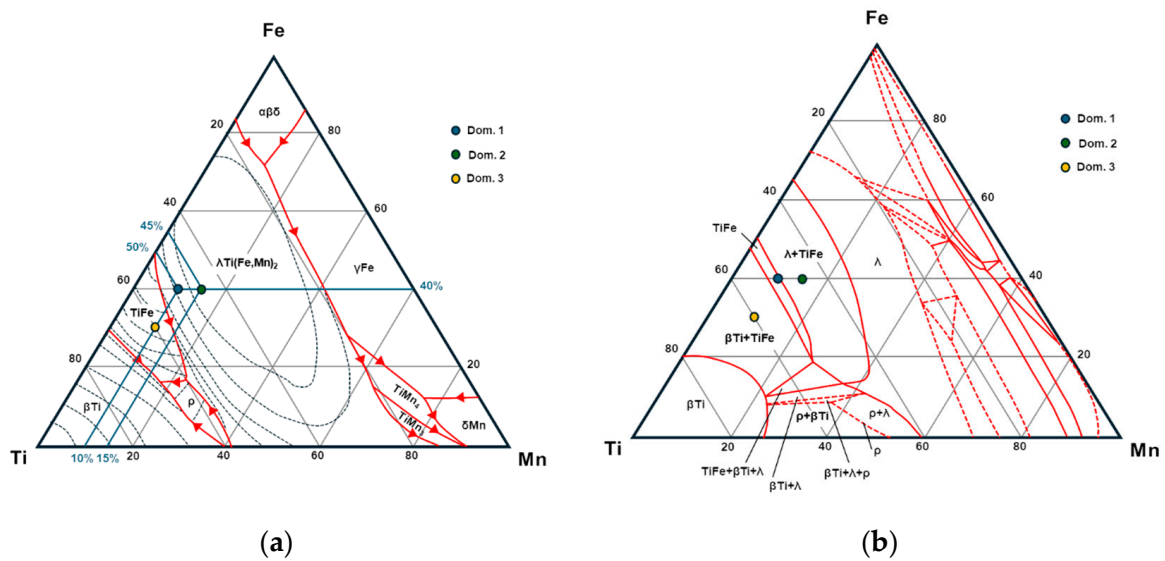 Fe
αβδ
20
80
Dom. 1
Dom. 2
Dom. 3
40
60
45%
50%
λTi(Fe,Mn)₂
γFe
60
40%
TiFe
80
20
βTi
ρ
TiMn₄
TiMn₃
δMn
Ti
10%
15%
20
40
60
80
Mn
(a)
Fe
20
80
Dom. 1
Dom. 2
Dom. 3
40
60
TiFe
λ+TiFe
λ
60
40
βTi+TiFe
80
20
βTi
ρ+βTi
ρ+λ
Ti
20
40
60
80
Mn
ρ
TiFe+βTi+λ
βTi+λ+ρ
βTi+λ
(b)